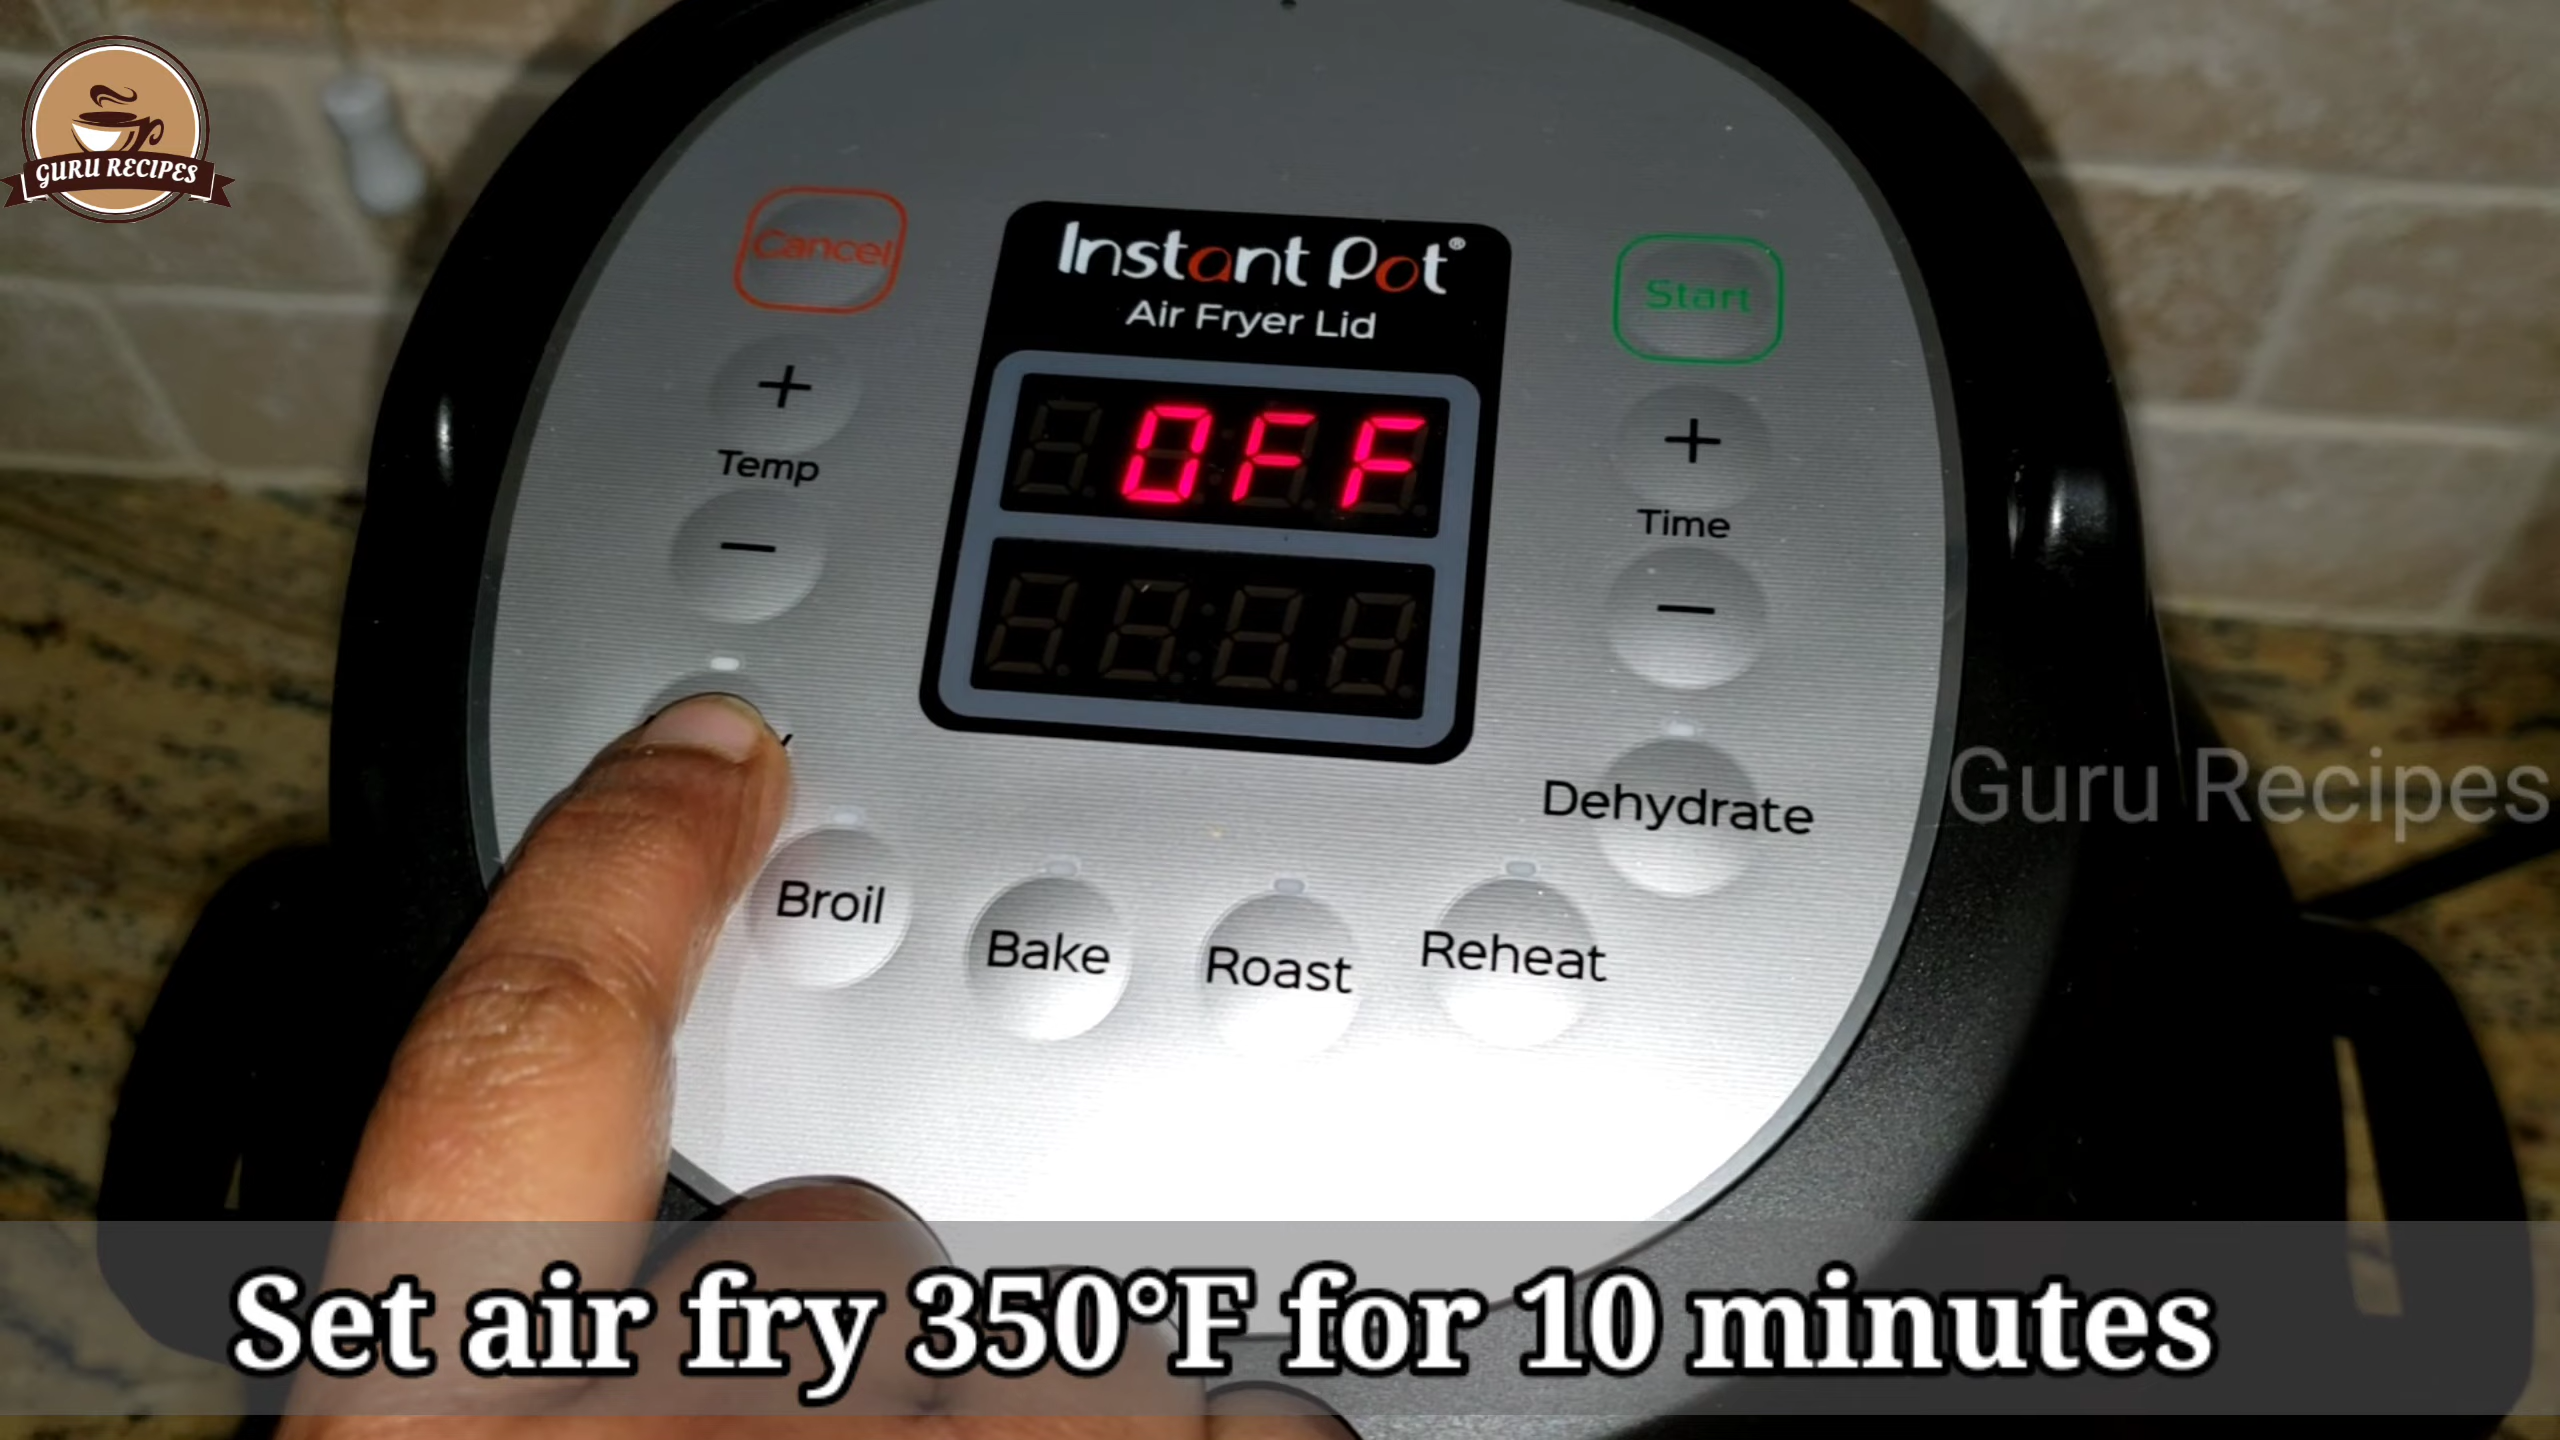 GURU RECIPES
Cancel
Instant Pot®
Air Fryer Lid
Start
+
+
Temp
Time
OFF
−
−
Dehydrate
Guru Recipes
Broil
Bake
Roast
Reheat
Set air fry 350°F for 10 minutes